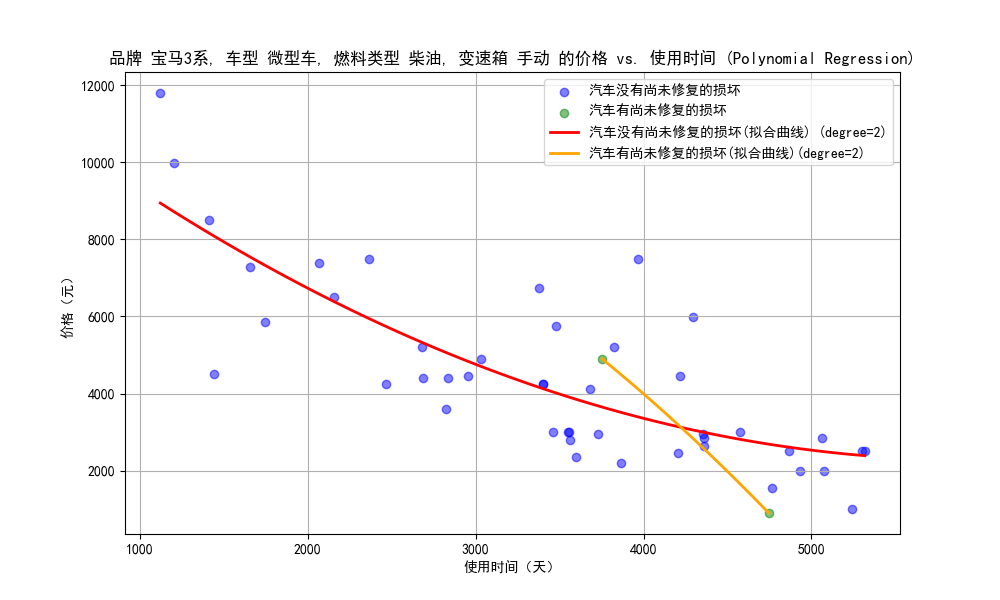 品牌 宝马3系, 车型 微型车, 燃料类型 柴油, 变速箱 手动 的价格 vs. 使用时间 (Polynomial Regression)
汽车没有尚未修复的损坏
汽车有尚未修复的损坏
汽车没有尚未修复的损坏(拟合曲线) (degree=2)
汽车有尚未修复的损坏(拟合曲线)(degree=2)
价格（元）
12000
10000
8000
6000
4000
2000
1000
2000
3000
4000
5000
使用时间（天）